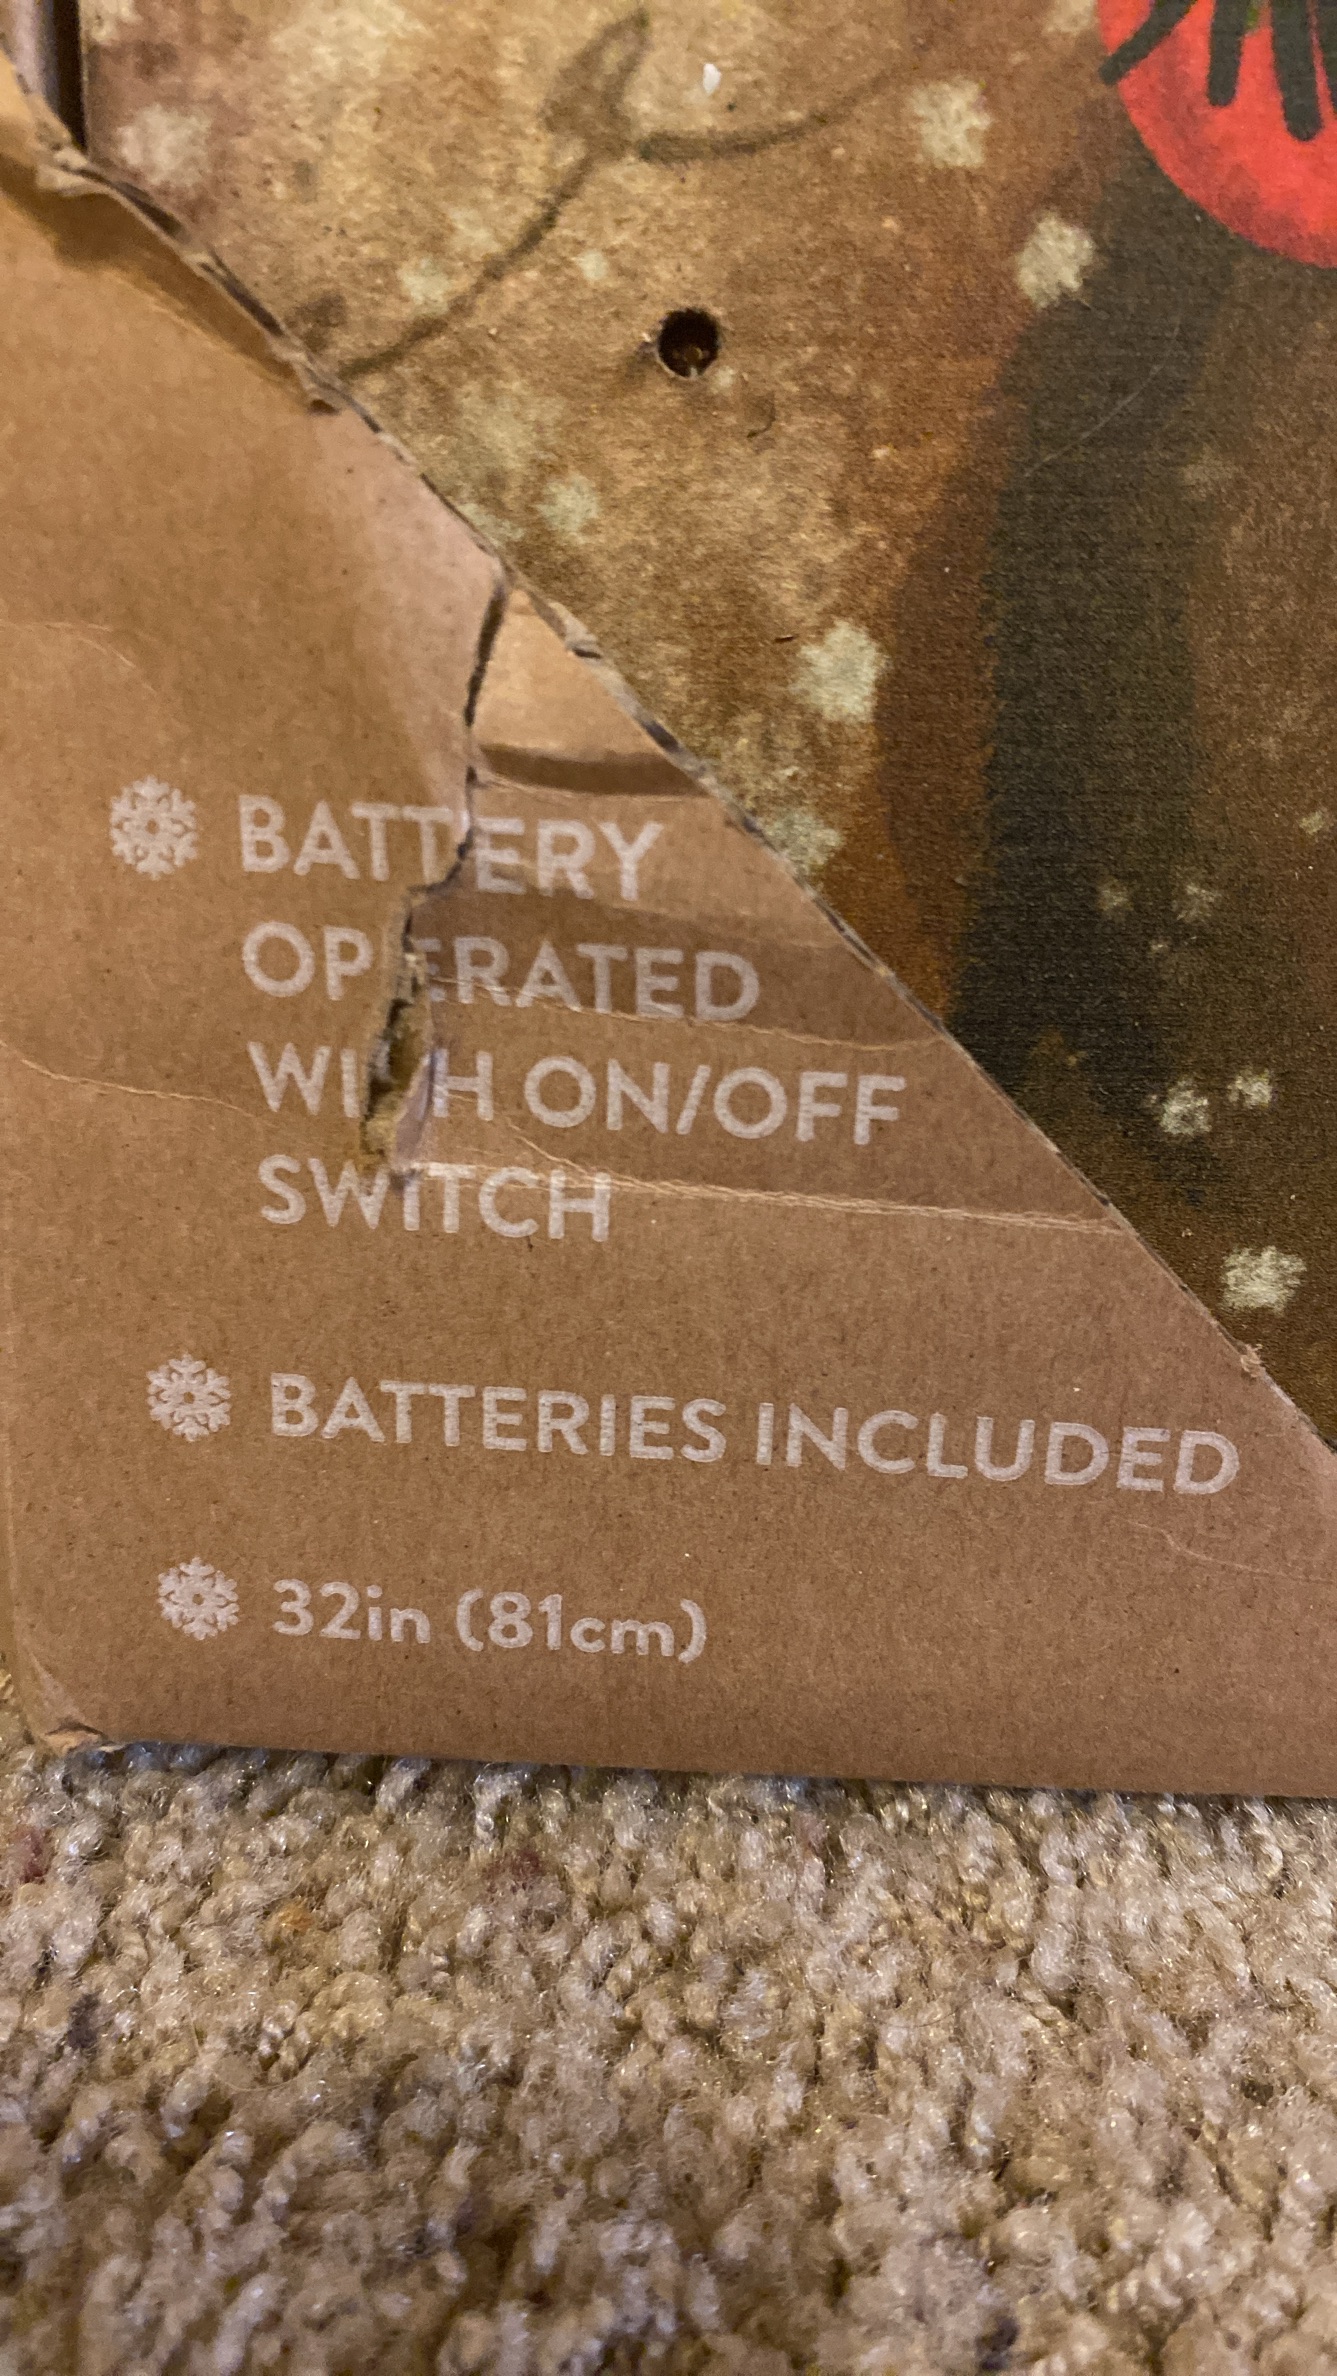 BATTERY
OPERATED
WITH ON/OFF
SWITCH
BATTERIES INCLUDED
32in (81cm)